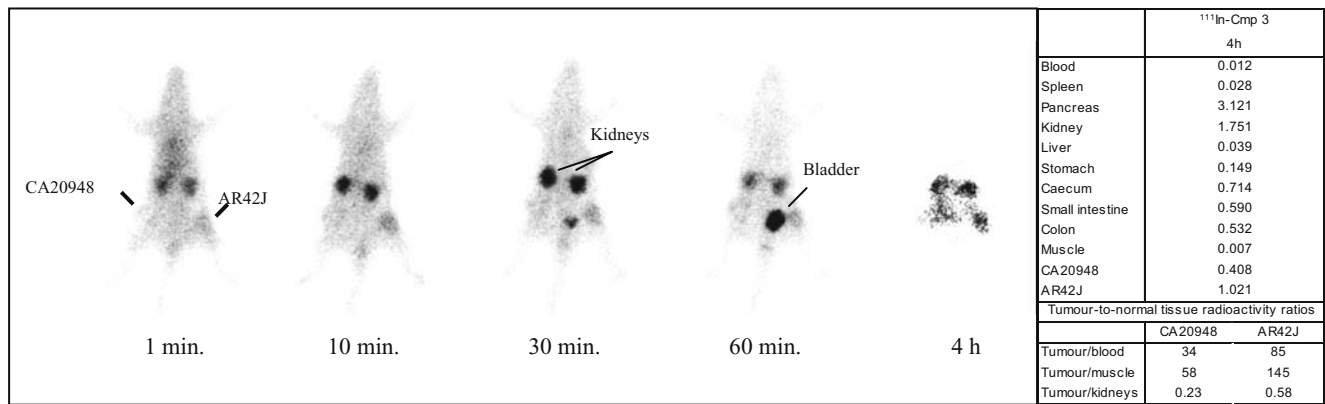 CA20948
AR42J
Kidneys
Bladder
1 min.
10 min.
30 min.
60 min.
4 h
¹¹¹In-Cmp 3
4h
Blood 0.012
Spleen 0.028
Pancreas 3.121
Kidney 1.751
Liver 0.039
Stomach 0.149
Caecum 0.714
Small intestine 0.590
Colon 0.532
Muscle 0.007
CA20948 0.408
AR42J 1.021
Tumour-to-normal tissue radioactivity ratios
CA20948 AR42J
Tumour/blood 34 85
Tumour/muscle 58 145
Tumour/kidneys 0.23 0.58